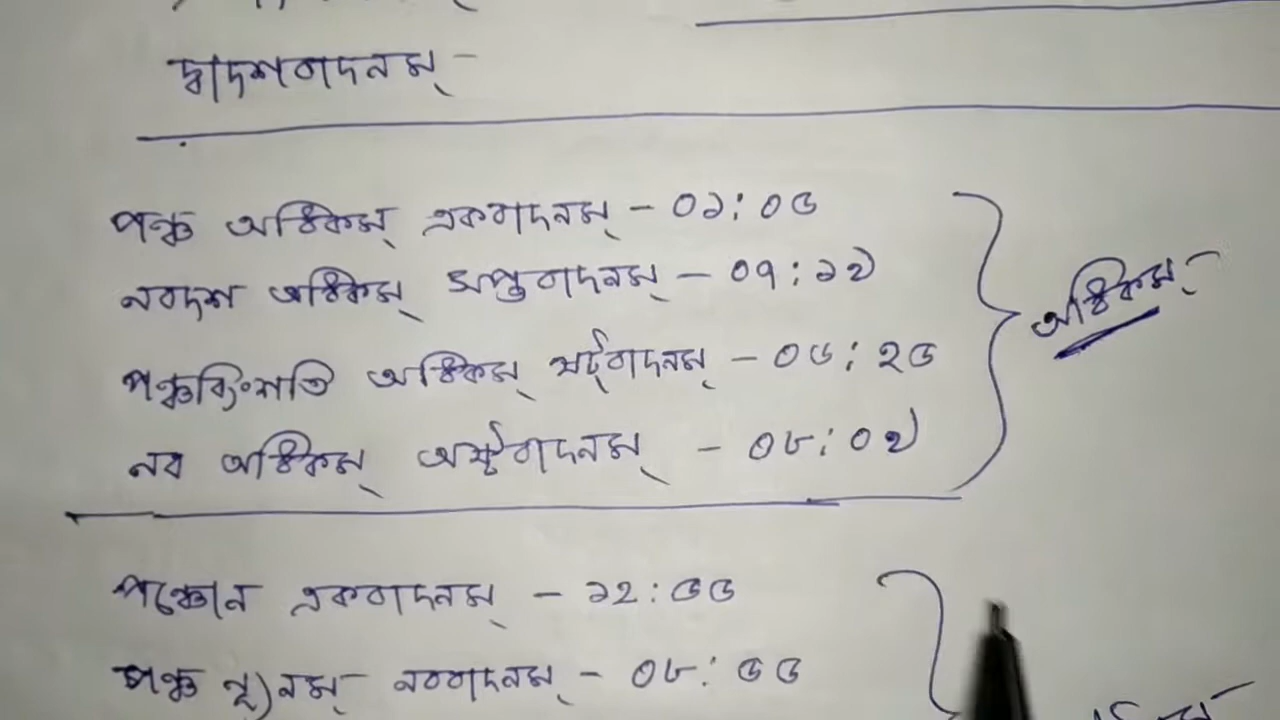 দ্বাদশবাদনম্ -
পঞ্চ অধিকম্ একবাদনম্ - ০১:০৫
নবদশ অধিকম্ সপ্তবাদনম্ - ০৭:১৯
পঞ্চবিংশতি অধিকম্ ষট্বাদনম্ - ০৬:২৫
নব অধিকম্ অষ্টবাদনম্ - ০৮:০৯
অধিকম্ -
পঞ্চোন একবাদনম্ - ১২:৫৫
পঞ্চ ন্যূনম্ নববাদনম্ - ০৮:৫৫